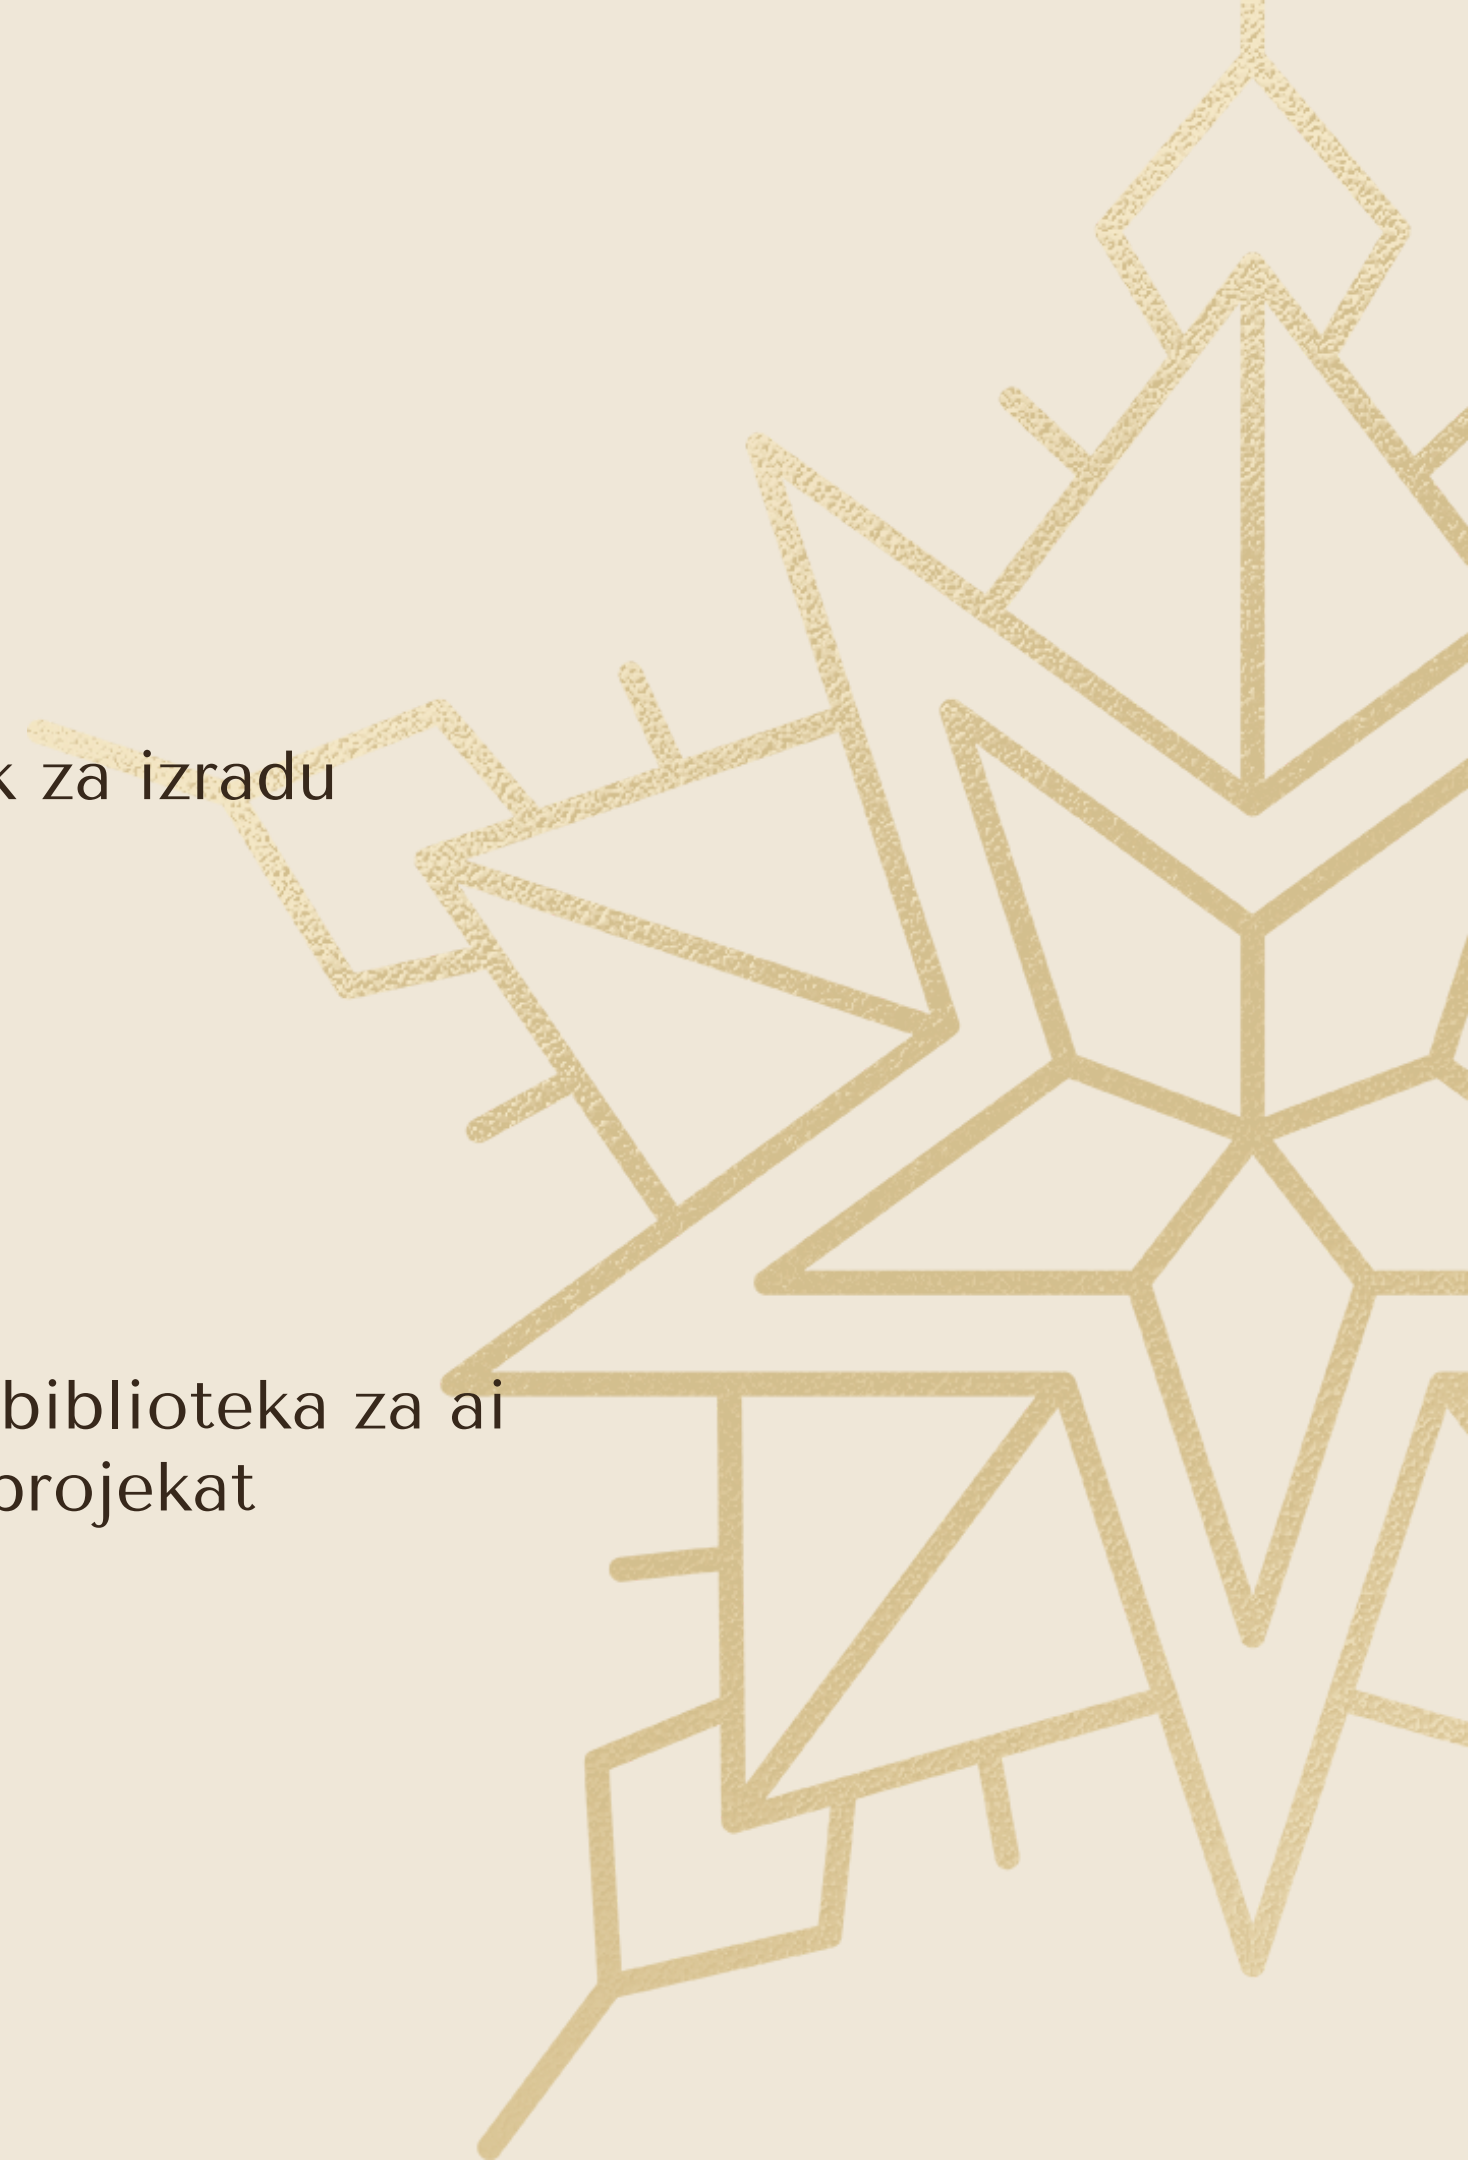 k za izradu
biblioteka za ai
projekat